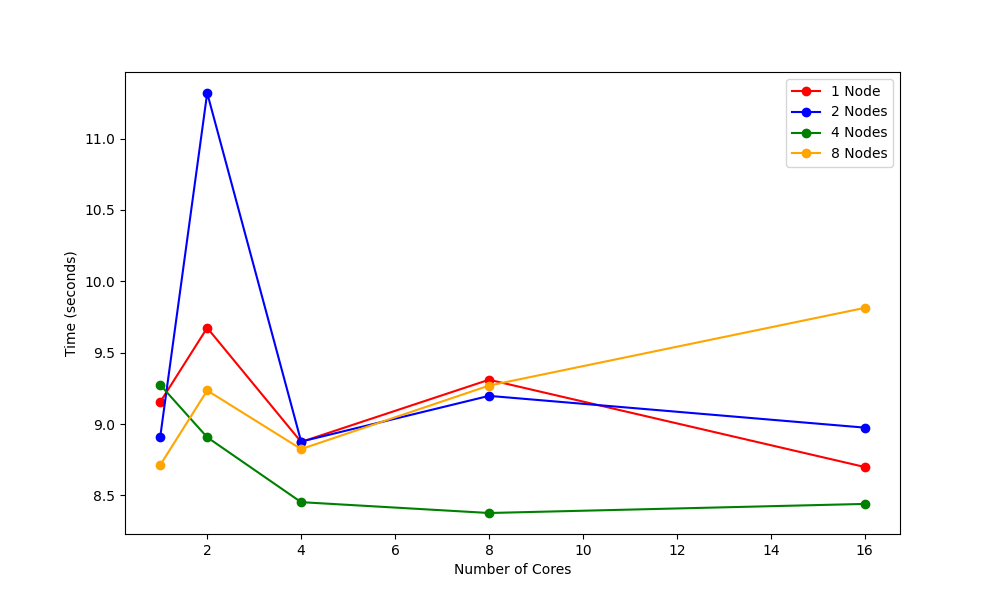 1 Node
2 Nodes
4 Nodes
8 Nodes
11.0
10.5
10.0
9.5
9.0
8.5
Time (seconds)
2 4 6 8 10 12 14 16
Number of Cores